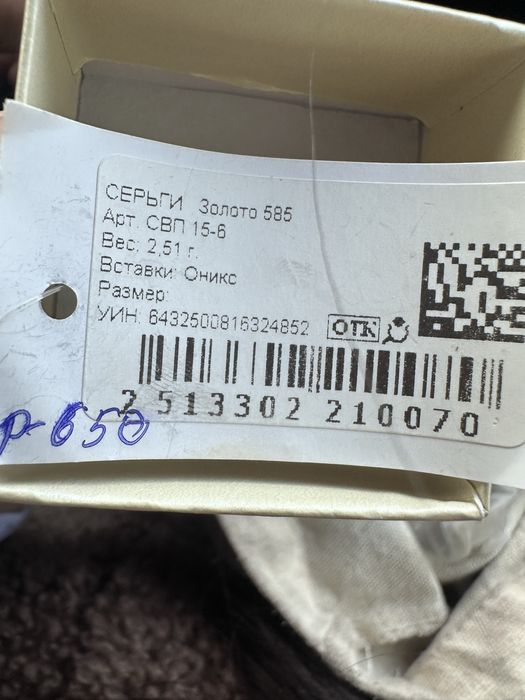 СЕРЬГИ Золото 585
Арт. СВП 15-6
Вес: 2,51 г.
Вставки: Оникс
Размер:
УИН: 6432500816324852 ОТК
2 513302 210070
р-650